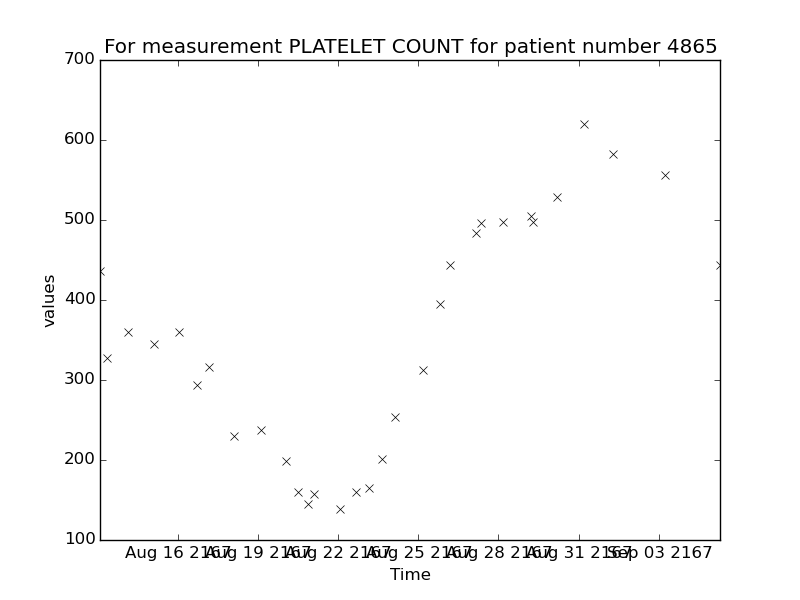 For measurement PLATELET COUNT for patient number 4865
700
600
500
400
300
200
100
values
Aug 16 2167
Aug 19 2167
Aug 22 2167
Aug 25 2167
Aug 28 2167
Aug 31 2167
Sep 03 2167
Time